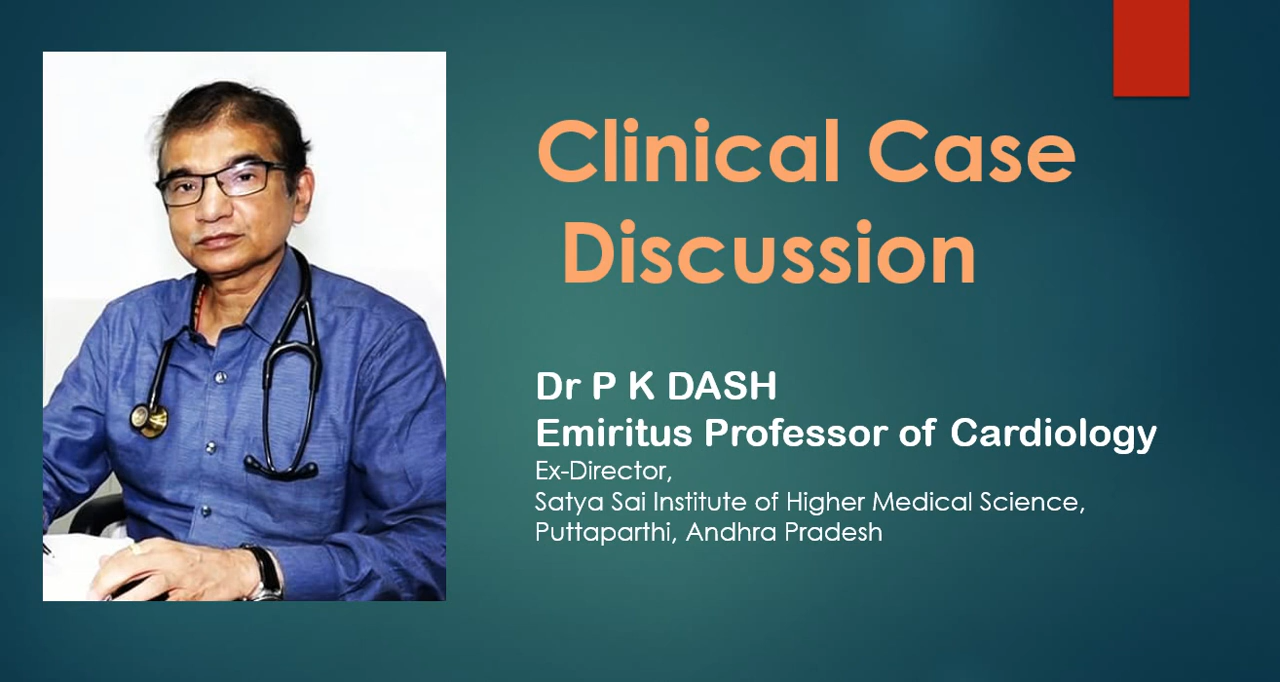 Clinical Case
Discussion
Dr P K DASH
Emiritus Professor of Cardiology
Ex-Director,
Satya Sai Institute of Higher Medical Science,
Puttaparthi, Andhra Pradesh